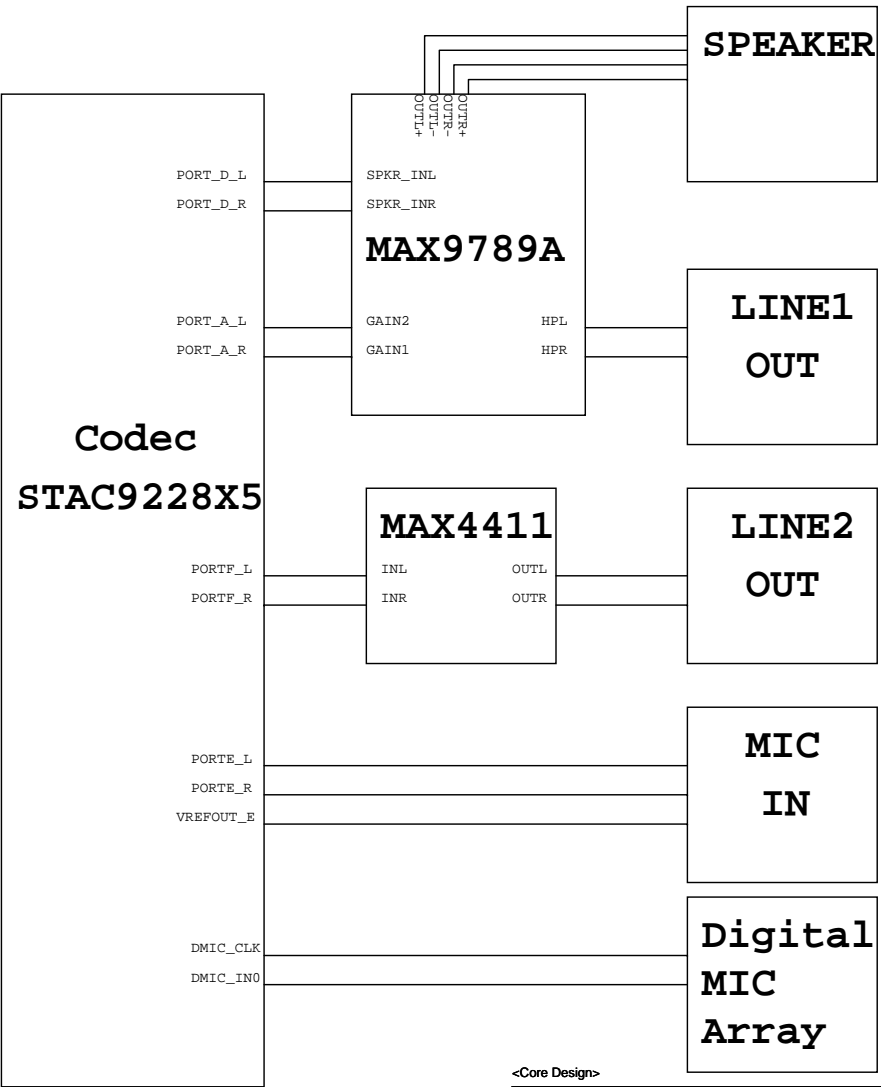 SPEAKER
OUTL+
OUTL-
OUTR-
OUTR+
PORT_D_L
SPKR_INL
PORT_D_R
SPKR_INR
MAX9789A
LINE1
OUT
PORT_A_L
GAIN2
HPL
PORT_A_R
GAIN1
HPR
Codec
STAC9228X5
MAX4411
LINE2
OUT
PORTF_L
INL
OUTL
PORTF_R
INR
OUTR
MIC
IN
PORTE_L
PORTE_R
VREFOUT_E
Digital
MIC
Array
DMIC_CLK
DMIC_IN0
<Core Design>